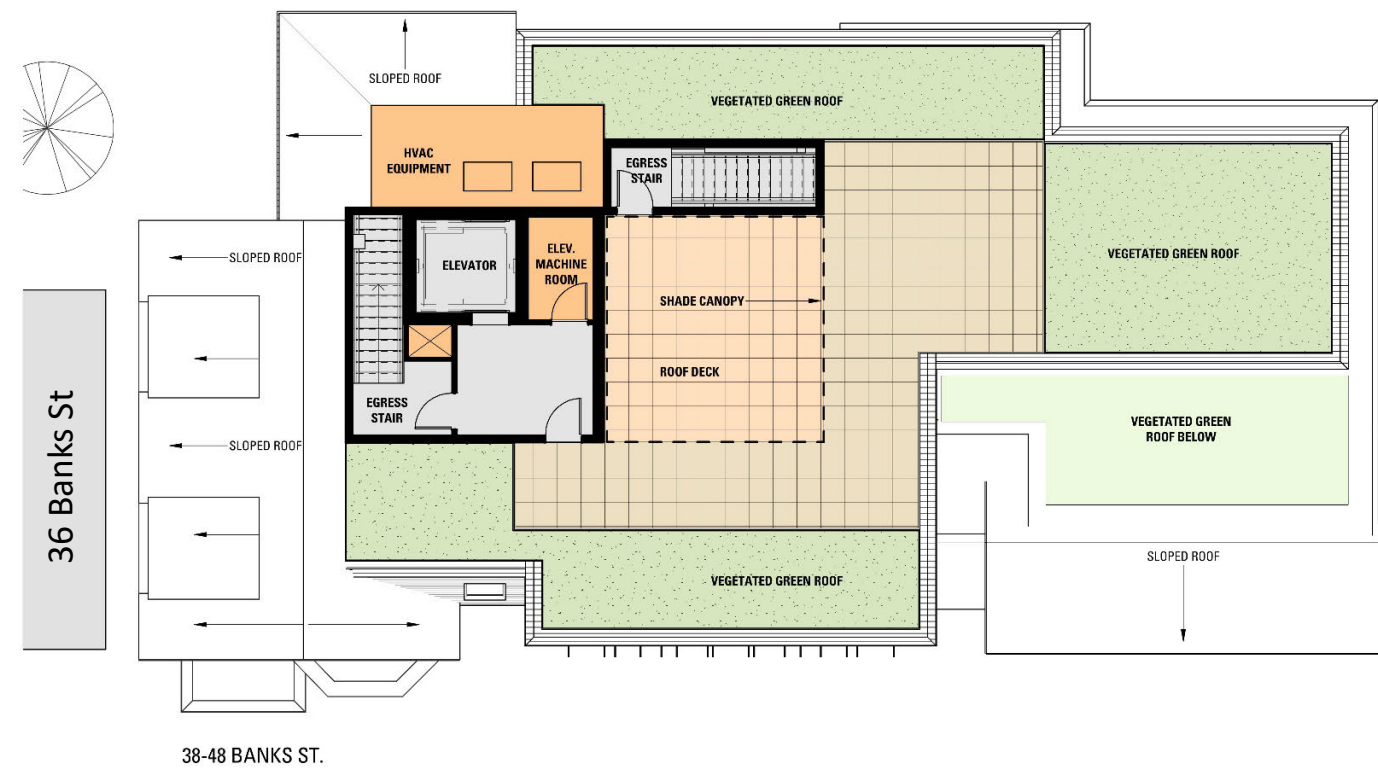 SLOPED ROOF
VEGETATED GREEN ROOF
HVAC
EQUIPMENT
EGRESS
STAIR
SLOPED ROOF
ELEVATOR
ELEV.
MACHINE
ROOM
VEGETATED GREEN ROOF
SHADE CANOPY
ROOF DECK
EGRESS
STAIR
VEGETATED GREEN
ROOF BELOW
SLOPED ROOF
36 Banks St
SLOPED ROOF
VEGETATED GREEN ROOF
38-48 BANKS ST.